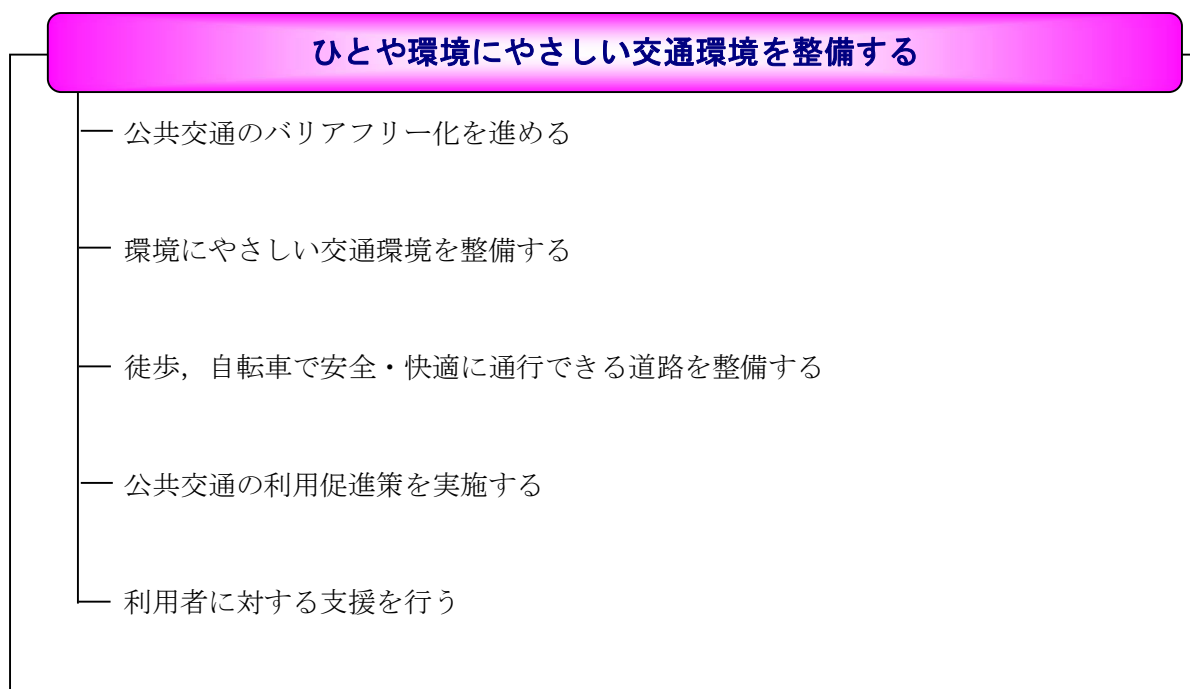 ひとや環境にやさしい交通環境を整備する
公共交通のバリアフリー化を進める
環境にやさしい交通環境を整備する
徒歩，自転車で安全・快適に通行できる道路を整備する
公共交通の利用促進策を実施する
利用者に対する支援を行う